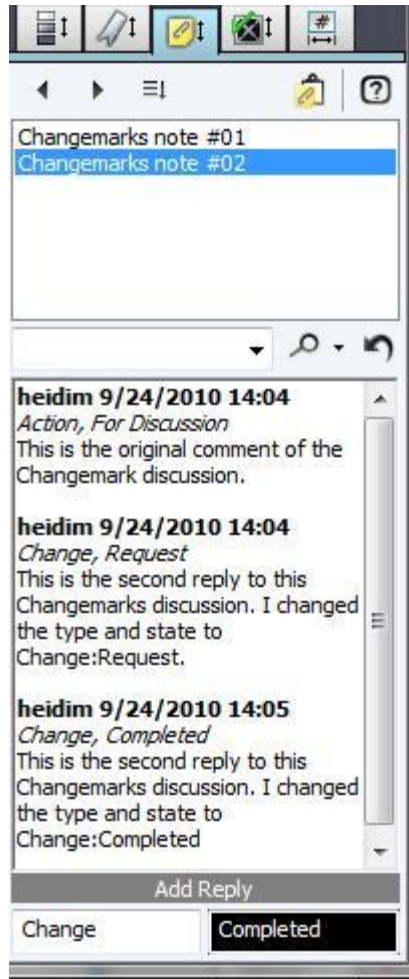 #
?
Changemarks note #01
Changemarks note #02
heidim 9/24/2010 14:04
Action, For Discussion
This is the original comment of the
Changemark discussion.
heidim 9/24/2010 14:04
Change, Request
This is the second reply to this
Changemarks discussion. I changed
the type and state to
Change:Request.
heidim 9/24/2010 14:05
Change, Completed
This is the second reply to this
Changemarks discussion. I changed
the type and state to
Change:Completed
Add Reply
Change
Completed